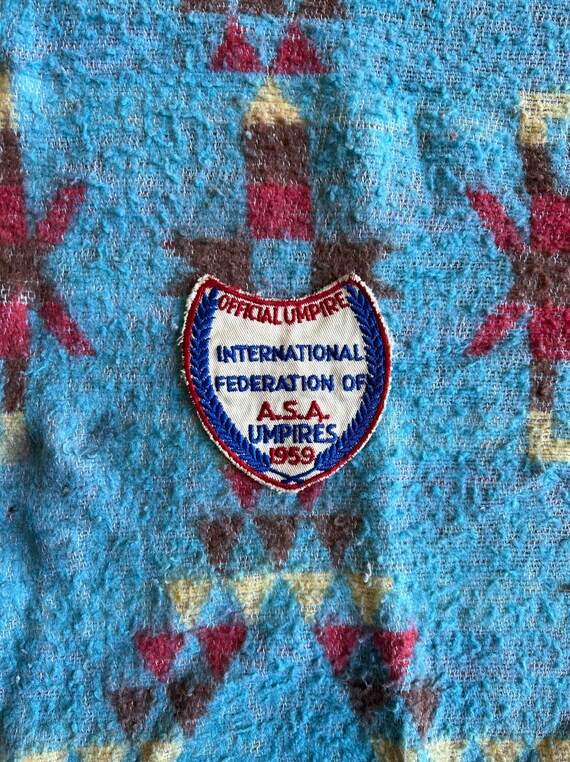 OFFICIAL UMPIRE
INTERNATIONAL
FEDERATION OF
A.S.A.
UMPIRES
1959